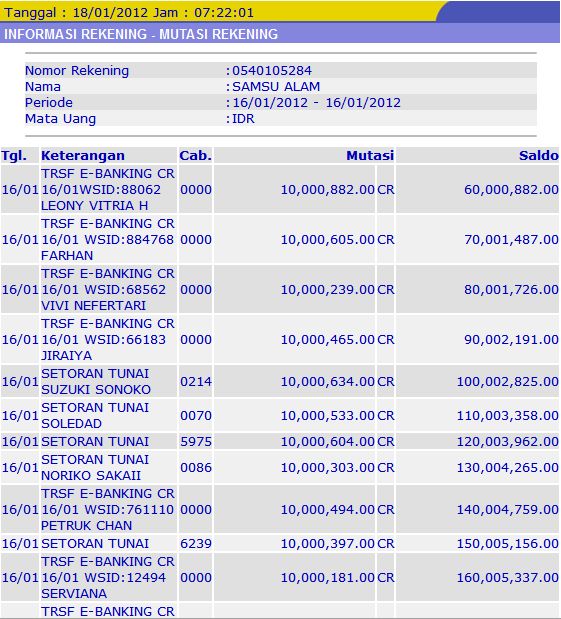 Tanggal : 18/01/2012 Jam : 07:22:01
INFORMASI REKENING - MUTASI REKENING
Nomor Rekening :0540105284
Nama :SAMSU ALAM
Periode :16/01/2012 - 16/01/2012
Mata Uang :IDR
Tgl. Keterangan Cab. Mutasi Saldo
TRSF E-BANKING CR
16/01 16/01WSID:88062 0000 10,000,882.00 CR 60,000,882.00
LEONY VITRIA H
TRSF E-BANKING CR
16/01 16/01 WSID:884768 0000 10,000,605.00 CR 70,001,487.00
FARHAN
TRSF E-BANKING CR
16/01 16/01 WSID:68562 0000 10,000,239.00 CR 80,001,726.00
VIVI NEFERTARI
TRSF E-BANKING CR
16/01 16/01 WSID:66183 0000 10,000,465.00 CR 90,002,191.00
JIRAIYA
16/01 SETORAN TUNAI 0214 10,000,634.00 CR 100,002,825.00
SUZUKI SONOKO
16/01 SETORAN TUNAI 0070 10,000,533.00 CR 110,003,358.00
SOLEDAD
16/01 SETORAN TUNAI 5975 10,000,604.00 CR 120,003,962.00
16/01 SETORAN TUNAI 0086 10,000,303.00 CR 130,004,265.00
NORIKO SAKAII
TRSF E-BANKING CR
16/01 16/01 WSID:761110 0000 10,000,494.00 CR 140,004,759.00
PETRUK CHAN
16/01 SETORAN TUNAI 6239 10,000,397.00 CR 150,005,156.00
TRSF E-BANKING CR
16/01 16/01 WSID:12494 0000 10,000,181.00 CR 160,005,337.00
SERVIANA
TRSF E-BANKING CR